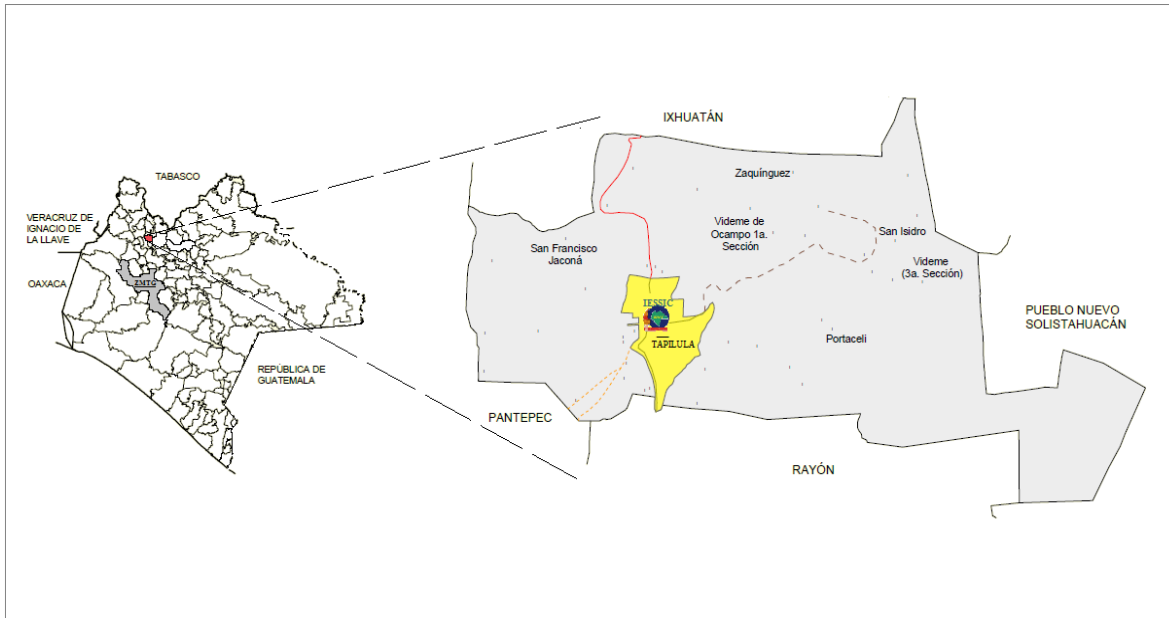 TABASCO
VERACRUZ DE
IGNACIO DE
LA LLAVE
OAXACA
ZMTG
REPÚBLICA DE
GUATEMALA
IXHUATÁN
Zaquínguez
Videme de
Ocampo 1a.
Sección
San Isidro
San Francisco
Jaconá
Videme
(3a. Sección)
IESSIC
TAPILULA
Portaceli
PUEBLO NUEVO
SOLISTAHUACÁN
PANTEPEC
RAYÓN